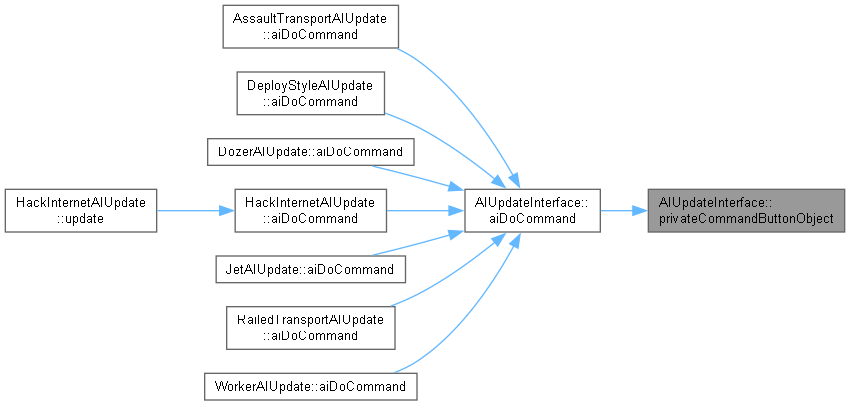 AssaultTransportAIUpdate
::aiDoCommand
DeployStyleAIUpdate
::aiDoCommand
DozerAIUpdate::aiDoCommand
HackInternetAIUpdate
::update
HackInternetAIUpdate
::aiDoCommand
AIUpdateInterface::
aiDoCommand
AIUpdateInterface::
privateCommandButtonObject
JetAIUpdate::aiDoCommand
RailedTransportAIUpdate
::aiDoCommand
WorkerAIUpdate::aiDoCommand